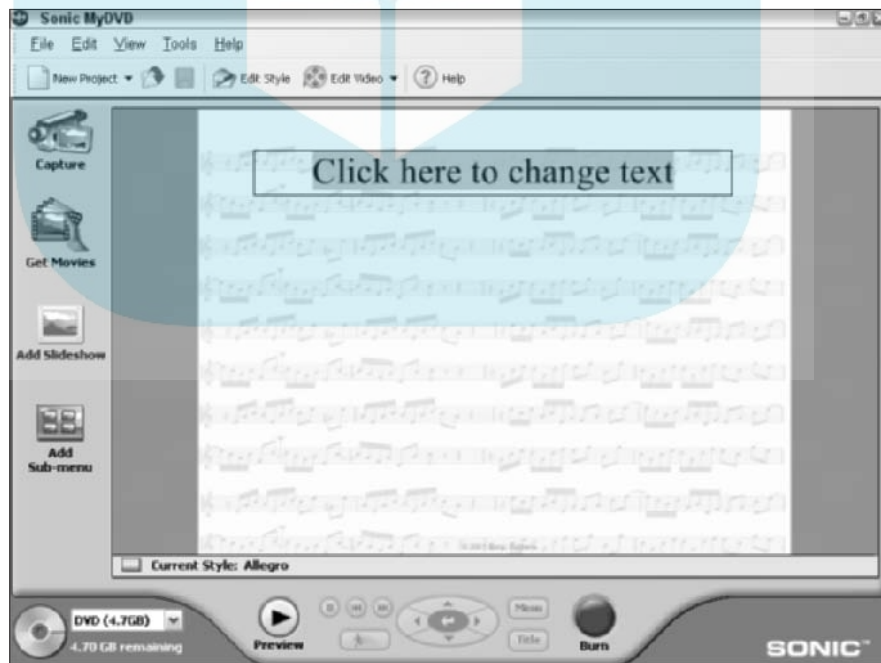 Sonic MyDVD
File Edit View Tools Help
New Project Edit Style Edit Video Help
Capture
Get Movies
Add Slideshow
Add
Sub-menu
Click here to change text
Current Style: Allegro
DVD (4.7GB)
4.70 GB remaining
Preview
Menu
Title
Burn
SONIC™